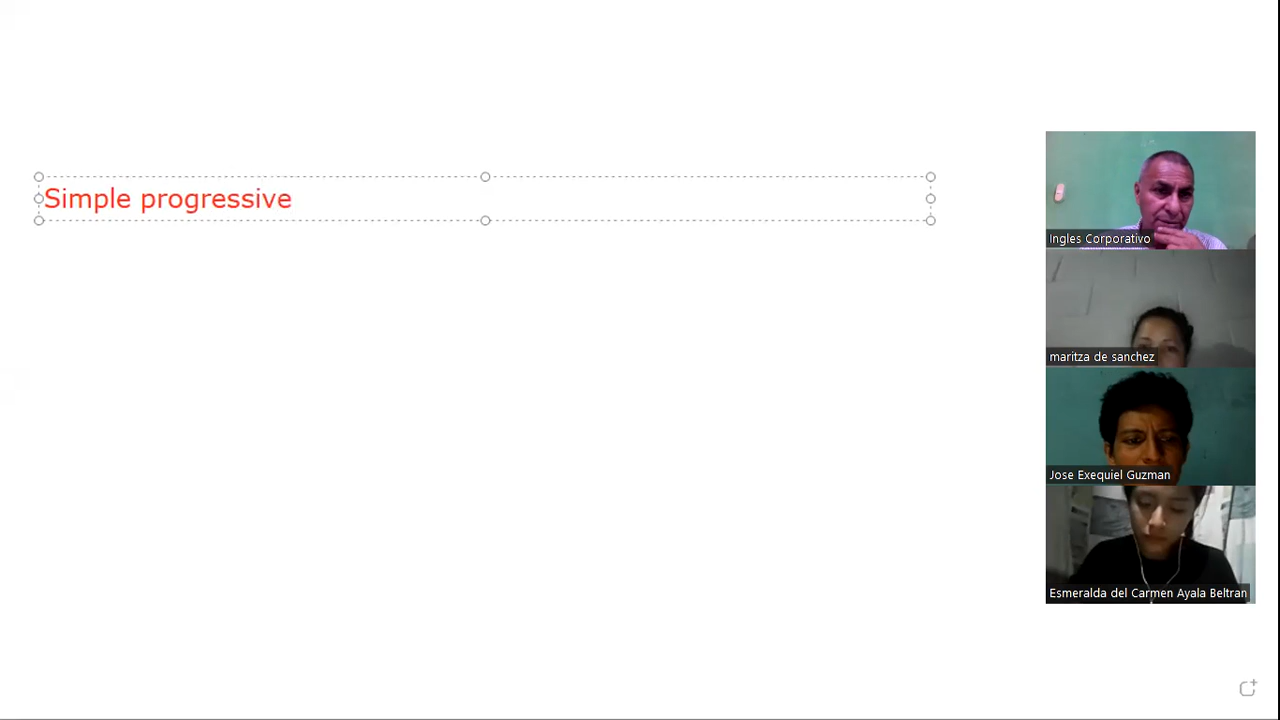 Simple progressive
Ingles Corporativo
maritza de sanchez
Jose Exequiel Guzman
Esmeralda del Carmen Ayala Beltran